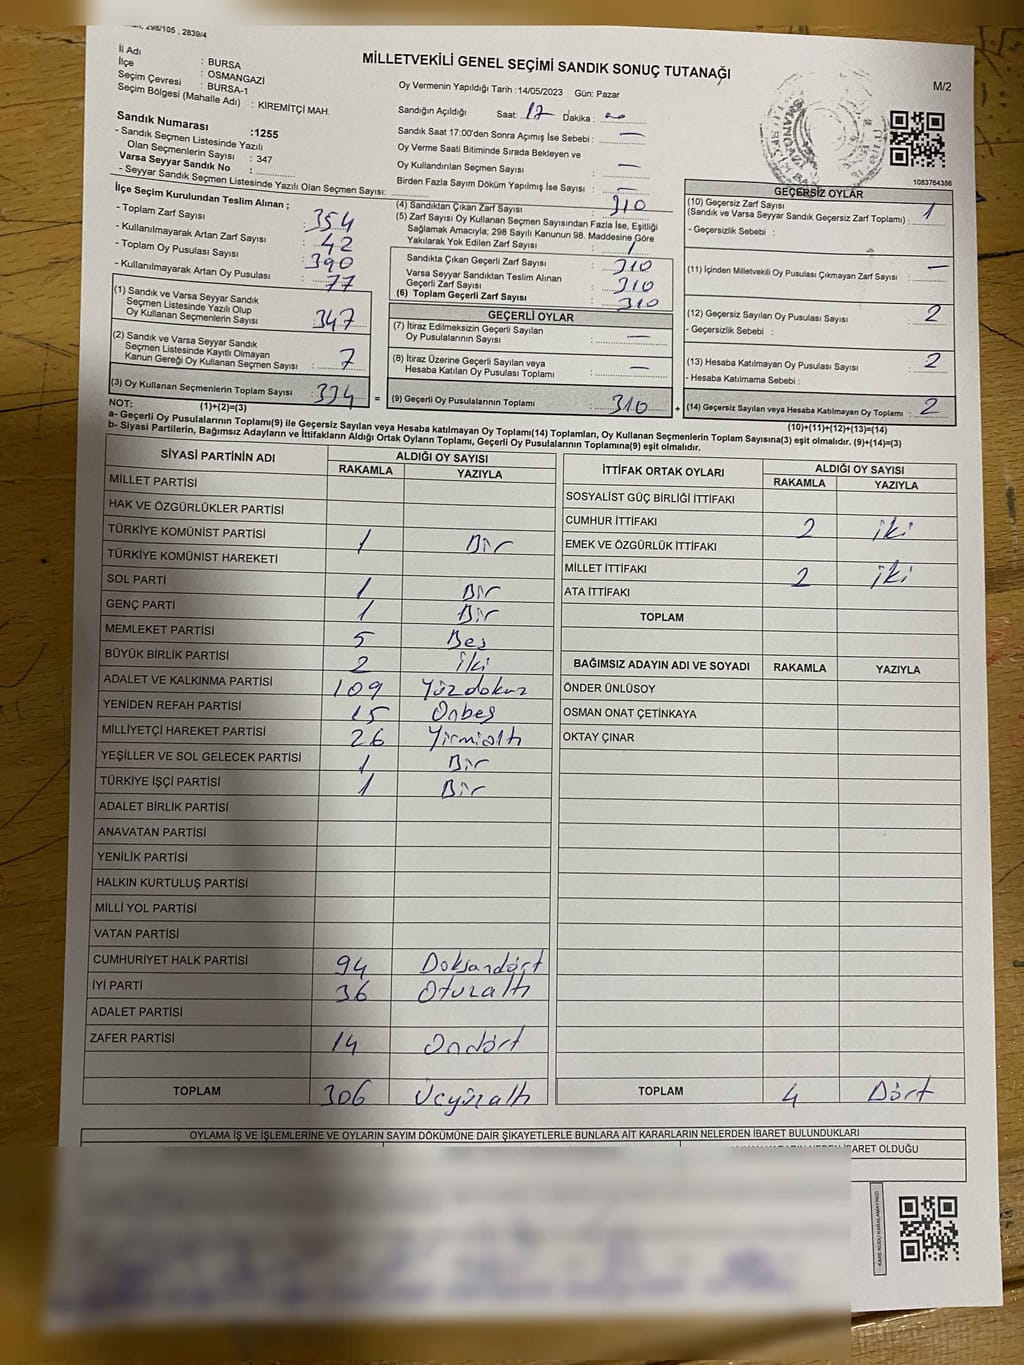 298/105 , 2839/4
İl Adı : BURSA
İlçe : OSMANGAZİ
Seçim Çevresi : BURSA-1
Seçim Bölgesi (Mahalle Adı) : KİREMİTÇİ MAH.
MİLLETVEKİLİ GENEL SEÇİMİ SANDIK SONUÇ TUTANAĞI
M/2
Oy Vermenin Yapıldığı Tarih :14/05/2023 Gün: Pazar
Sandığın Açıldığı Saat: 17 Dakika :
Sandık Saat 17:00'den Sonra Açımış İse Sebebi : —
Oy Verme Saati Bitiminde Sırada Bekleyen ve
Oy Kullandırılan Seçmen Sayısı : —
Birden Fazla Sayım Döküm Yapılmış İse Sayısı : —
Sandık Numarası :1255
- Sandık Seçmen Listesinde Yazılı
Olan Seçmenlerin Sayısı : 347
Varsa Seyyar Sandık No :
- Seyyar Sandık Seçmen Listesinde Yazılı Olan Seçmen Sayısı:
1083764386
İlçe Seçim Kurulundan Teslim Alınan ;
- Toplam Zarf Sayısı : 354
- Kullanılmayarak Artan Zarf Sayısı : 42
- Toplam Oy Pusulası Sayısı : 390
- Kullanılmayarak Artan Oy Pusulası : 77
(1) Sandık ve Varsa Seyyar Sandık
Seçmen Listesinde Yazılı Olup
Oy Kullanan Seçmenlerin Sayısı : 347
(2) Sandık ve Varsa Seyyar Sandık
Seçmen Listesinde Kayıtlı Olmayan
Kanun Gereği Oy Kullanan Seçmen Sayısı : 7
(3) Oy Kullanan Seçmenlerin Toplam Sayısı :
(4) Sandıktan Çıkan Zarf Sayısı : 310
(5) Zarf Sayısı Oy Kullanan Seçmen Sayısından Fazla İse, Eşitliği
Sağlamak Amacıyla; 298 Sayılı Kanunun 98. Maddesine Göre
Yakılarak Yok Edilen Zarf Sayısı : 1
Sandıkta Çıkan Geçerli Zarf Sayısı : 310
Varsa Seyyar Sandıktan Teslim Alınan
Geçerli Zarf Sayısı : 310
(6) Toplam Geçerli Zarf Sayısı : 310
GEÇERLİ OYLAR
(7) İtiraz Edilmeksizin Geçerli Sayılan
Oy Pusulalarının Sayısı : —
(8) İtiraz Üzerine Geçerli Sayılan veya
Hesaba Katılan Oy Pusulası Toplamı : —
= (9) Geçerli Oy Pusulalarının Toplamı : 310
GEÇERSİZ OYLAR
(10) Geçersiz Zarf Sayısı
(Sandık ve Varsa Seyyar Sandık Geçersiz Zarf Toplamı) : 1
- Geçersizlik Sebebi :
(11) İçinden Milletvekili Oy Pusulası Çıkmayan Zarf Sayısı : —
(12) Geçersiz Sayılan Oy Pusulası Sayısı : 2
- Geçersizlik Sebebi :
(13) Hesaba Katılmayan Oy Pusulası Sayısı : 2
- Hesaba Katılmama Sebebi :
+ (14) Geçersiz Sayılan veya Hesaba Katılmayan Oy Toplamı : 2
NOT: (1)+(2)=(3) (10)+(11)+(12)+(13)=(14)
a- Geçerli Oy Pusulalarının Toplamı(9) ile Geçersiz Sayılan veya Hesaba katılmayan Oy Toplamı(14) Toplamları, Oy Kullanan Seçmenlerin Toplam Sayısına(3) eşit olmalıdır. (9)+(14)=(3)
b- Siyasi Partilerin, Bağımsız Adayların ve İttifakların Aldığı Ortak Oyların Toplamı, Geçerli Oy Pusulalarının Toplamına(9) eşit olmalıdır.
SİYASİ PARTİNİN ADI ALDIĞI OY SAYISI
RAKAMLA YAZIYLA
MİLLET PARTİSİ
HAK VE ÖZGÜRLÜKLER PARTİSİ
TÜRKİYE KOMÜNİST PARTİSİ 1 Bir
TÜRKİYE KOMÜNİST HAREKETİ
SOL PARTİ 1 Bir
GENÇ PARTİ 1 Bir
MEMLEKET PARTİSİ 5 Beş
BÜYÜK BİRLİK PARTİSİ 2 iki
ADALET VE KALKINMA PARTİSİ 109 Yüzdokuz
YENİDEN REFAH PARTİSİ 15 Onbeş
MİLLİYETÇİ HAREKET PARTİSİ 26 Yirmialtı
YEŞİLLER VE SOL GELECEK PARTİSİ 1 Bir
TÜRKİYE İŞÇİ PARTİSİ 1 Bir
ADALET BİRLİK PARTİSİ
ANAVATAN PARTİSİ
YENİLİK PARTİSİ
HALKIN KURTULUŞ PARTİSİ
MİLLİ YOL PARTİSİ
VATAN PARTİSİ
CUMHURİYET HALK PARTİSİ 94 Doksandört
İYİ PARTİ 36 Otuzaltı
ADALET PARTİSİ
ZAFER PARTİSİ 14 Ondört
TOPLAM 306 Üçyüzaltı
İTTİFAK ORTAK OYLARI ALDIĞI OY SAYISI
RAKAMLA YAZIYLA
SOSYALİST GÜÇ BİRLİĞİ İTTİFAKI
CUMHUR İTTİFAKI 2 iki
EMEK VE ÖZGÜRLÜK İTTİFAKI
MİLLET İTTİFAKI 2 iki
ATA İTTİFAKI
TOPLAM
BAĞIMSIZ ADAYIN ADI VE SOYADI RAKAMLA YAZIYLA
ÖNDER ÜNLÜSOY
OSMAN ONAT ÇETİNKAYA
OKTAY ÇINAR
TOPLAM 4 Dört
OYLAMA İŞ VE İŞLEMLERİNE VE OYLARIN SAYIM DÖKÜMÜNE DAİR ŞİKAYETLERLE BUNLARA AİT KARARLARIN NELERDEN İBARET BULUNDUKLARI
İBARET OLDUĞU
KARE KODU KARALAMAYINIZ!